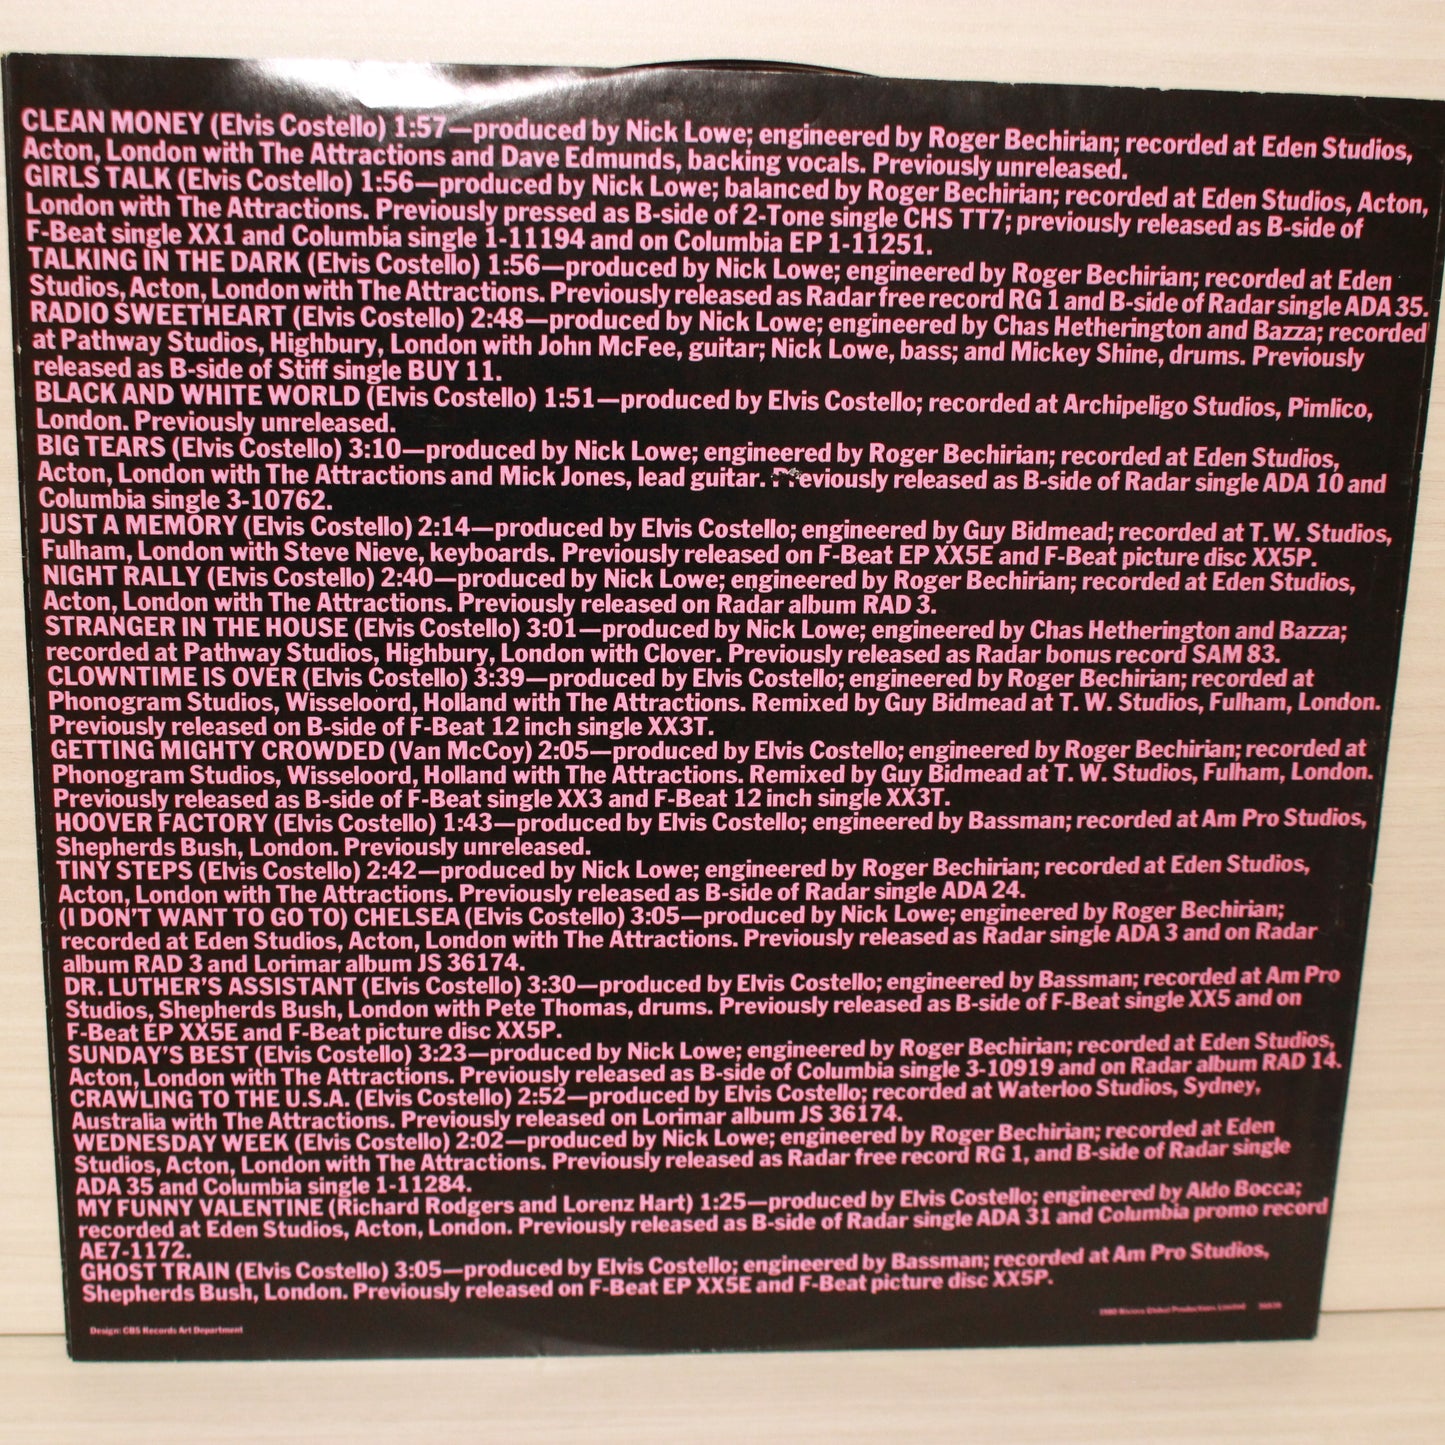 CLEAN MONEY (Elvis Costello) 1:57—produced by Nick Lowe; engineered by Roger Bechirian; recorded at Eden Studios,
Acton, London with The Attractions and Dave Edmunds, backing vocals. Previously unreleased.
GIRLS TALK (Elvis Costello) 1:56—produced by Nick Lowe; balanced by Roger Bechirian; recorded at Eden Studios, Acton,
London with The Attractions. Previously pressed as B-side of 2-Tone single CHS TT7; previously released as B-side of
F-Beat single XX1 and Columbia single 1-11194 and on Columbia EP 1-11251.
TALKING IN THE DARK (Elvis Costello) 1:56—produced by Nick Lowe; engineered by Roger Bechirian; recorded at Eden
Studios, Acton, London with The Attractions. Previously released as Radar free record RG 1 and B-side of Radar single ADA 35.
RADIO SWEETHEART (Elvis Costello) 2:48—produced by Nick Lowe; engineered by Chas Hetherington and Bazza; recorded
at Pathway Studios, Highbury, London with John McFee, guitar; Nick Lowe, bass; and Mickey Shine, drums. Previously
released as B-side of Stiff single BUY 11.
BLACK AND WHITE WORLD (Elvis Costello) 1:51—produced by Elvis Costello; recorded at Archipeligo Studios, Pimlico,
London. Previously unreleased.
BIG TEARS (Elvis Costello) 3:10—produced by Nick Lowe; engineered by Roger Bechirian; recorded at Eden Studios,
Acton, London with The Attractions and Mick Jones, lead guitar. Previously released as B-side of Radar single ADA 10 and
Columbia single 3-10762.
JUST A MEMORY (Elvis Costello) 2:14—produced by Elvis Costello; engineered by Guy Bidmead; recorded at T. W. Studios,
Fulham, London with Steve Nieve, keyboards. Previously released on F-Beat EP XX5E and F-Beat picture disc XX5P.
NIGHT RALLY (Elvis Costello) 2:40—produced by Nick Lowe; engineered by Roger Bechirian; recorded at Eden Studios,
Acton, London with The Attractions. Previously released on Radar album RAD 3.
STRANGER IN THE HOUSE (Elvis Costello) 3:01—produced by Nick Lowe; engineered by Chas Hetherington and Bazza;
recorded at Pathway Studios, Highbury, London with Clover. Previously released as Radar bonus record SAM 83.
CLOWNTIME IS OVER (Elvis Costello) 3:39—produced by Elvis Costello; engineered by Roger Bechirian; recorded at
Phonogram Studios, Wisseloord, Holland with The Attractions. Remixed by Guy Bidmead at T. W. Studios, Fulham, London.
Previously released on B-side of F-Beat 12 inch single XX3T.
GETTING MIGHTY CROWDED (Van McCoy) 2:05—produced by Elvis Costello; engineered by Roger Bechirian; recorded at
Phonogram Studios, Wisseloord, Holland with The Attractions. Remixed by Guy Bidmead at T. W. Studios, Fulham, London.
Previously released as B-side of F-Beat single XX3 and F-Beat 12 inch single XX3T.
HOOVER FACTORY (Elvis Costello) 1:43—produced by Elvis Costello; engineered by Bassman; recorded at Am Pro Studios,
Shepherds Bush, London. Previously unreleased.
TINY STEPS (Elvis Costello) 2:42—produced by Nick Lowe; engineered by Roger Bechirian; recorded at Eden Studios,
Acton, London with The Attractions. Previously released as B-side of Radar single ADA 24.
(I DON'T WANT TO GO TO) CHELSEA (Elvis Costello) 3:05—produced by Nick Lowe; engineered by Roger Bechirian;
recorded at Eden Studios, Acton, London with The Attractions. Previously released as Radar single ADA 3 and on Radar
album RAD 3 and Lorimar album JS 36174.
DR. LUTHER'S ASSISTANT (Elvis Costello) 3:30—produced by Elvis Costello; engineered by Bassman; recorded at Am Pro
Studios, Shepherds Bush, London with Pete Thomas, drums. Previously released as B-side of F-Beat single XX5 and on
F-Beat EP XX5E and F-Beat picture disc XX5P.
SUNDAY'S BEST (Elvis Costello) 3:23—produced by Nick Lowe; engineered by Roger Bechirian; recorded at Eden Studios,
Acton, London with The Attractions. Previously released as B-side of Columbia single 3-10919 and on Radar album RAD 14.
CRAWLING TO THE U.S.A. (Elvis Costello) 2:52—produced by Elvis Costello; recorded at Waterloo Studios, Sydney,
Australia with The Attractions. Previously released on Lorimar album JS 36174.
WEDNESDAY WEEK (Elvis Costello) 2:02—produced by Nick Lowe; engineered by Roger Bechirian; recorded at Eden
Studios, Acton, London with The Attractions. Previously released as Radar free record RG 1, and B-side of Radar single
ADA 35 and Columbia single 1-11284.
MY FUNNY VALENTINE (Richard Rodgers and Lorenz Hart) 1:25—produced by Elvis Costello; engineered by Aldo Bocca;
recorded at Eden Studios, Acton, London. Previously released as B-side of Radar single ADA 31 and Columbia promo record
AE7-1172.
GHOST TRAIN (Elvis Costello) 3:05—produced by Elvis Costello; engineered by Bassman; recorded at Am Pro Studios,
Shepherds Bush, London. Previously released on F-Beat EP XX5E and F-Beat picture disc XX5P.
1980 Riviera Global Productions, Limited
Design: CBS Records Art Department